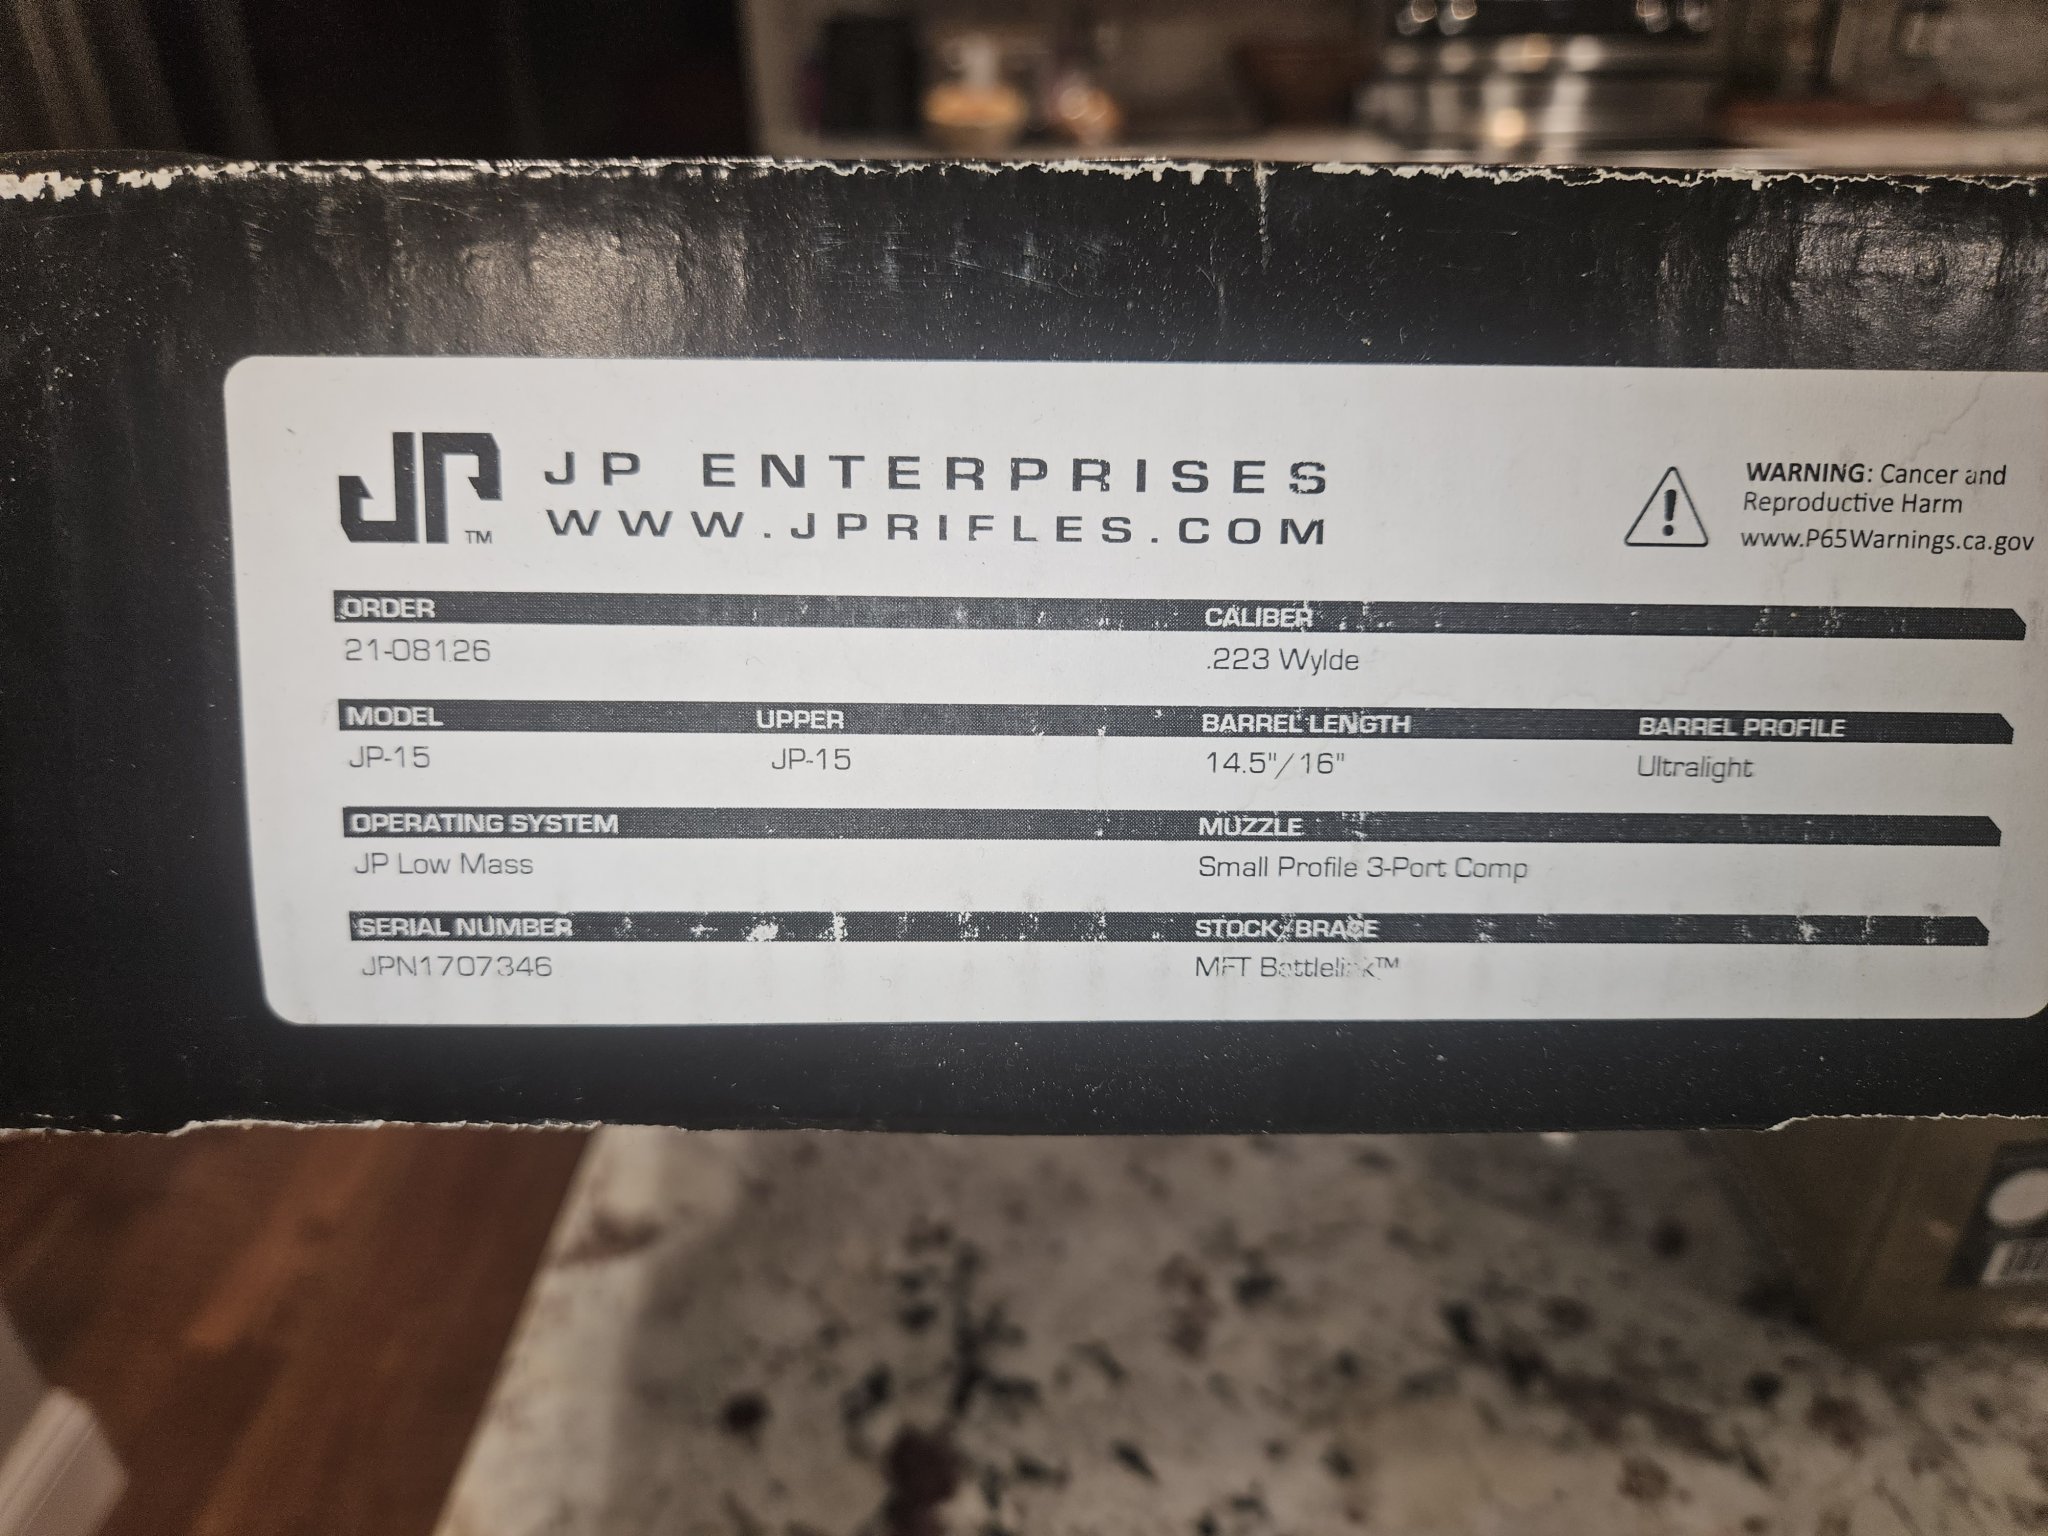 JP TM
JP ENTERPRISES
WWW.JPRIFLES.COM
WARNING: Cancer and
Reproductive Harm
www.P65Warnings.ca.gov
ORDER CALIBER
21-08126 .223 Wylde
MODEL UPPER BARREL LENGTH BARREL PROFILE
JP-15 JP-15 14.5"/16" Ultralight
OPERATING SYSTEM MUZZLE
JP Low Mass Small Profile 3-Port Comp
SERIAL NUMBER STOCK/BRACE
JPN1707346 MFT Battlelink™